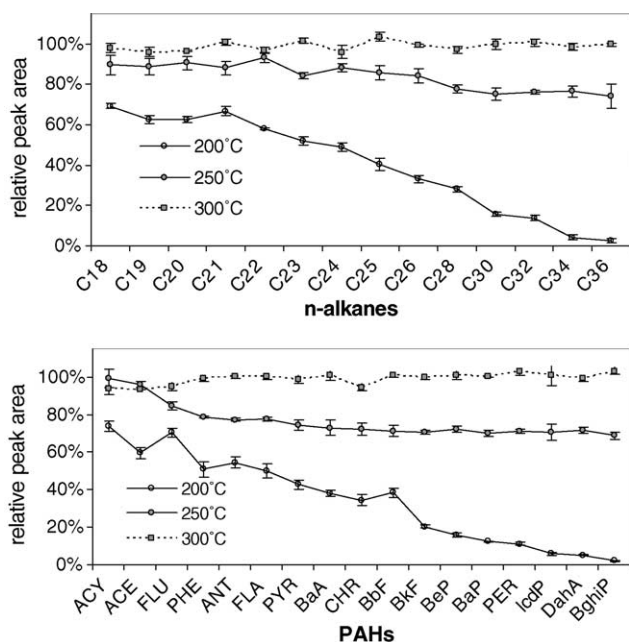 100%
80%
60%
40%
20%
0%
relative peak area
200°C
250°C
300°C
C18
C19
C20
C21
C22
C23
C24
C25
C26
C28
C30
C32
C34
C36
n-alkanes
100%
80%
60%
40%
20%
0%
relative peak area
200°C
250°C
300°C
ACY
ACE
FLU
PHE
ANT
FLA
PYR
BaA
CHR
BbF
BkF
BeP
BaP
PER
IcdP
DahA
BghiP
PAHs